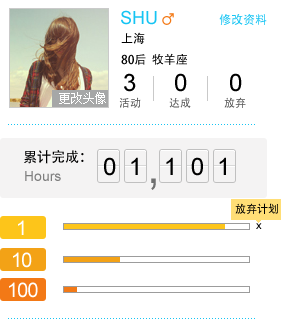 SHU ♂ 修改资料
上海
80后 牧羊座
3 0 0
活动 达成 放弃
更改头像
累计完成： 01,101
Hours
放弃计划
1 x
10
100